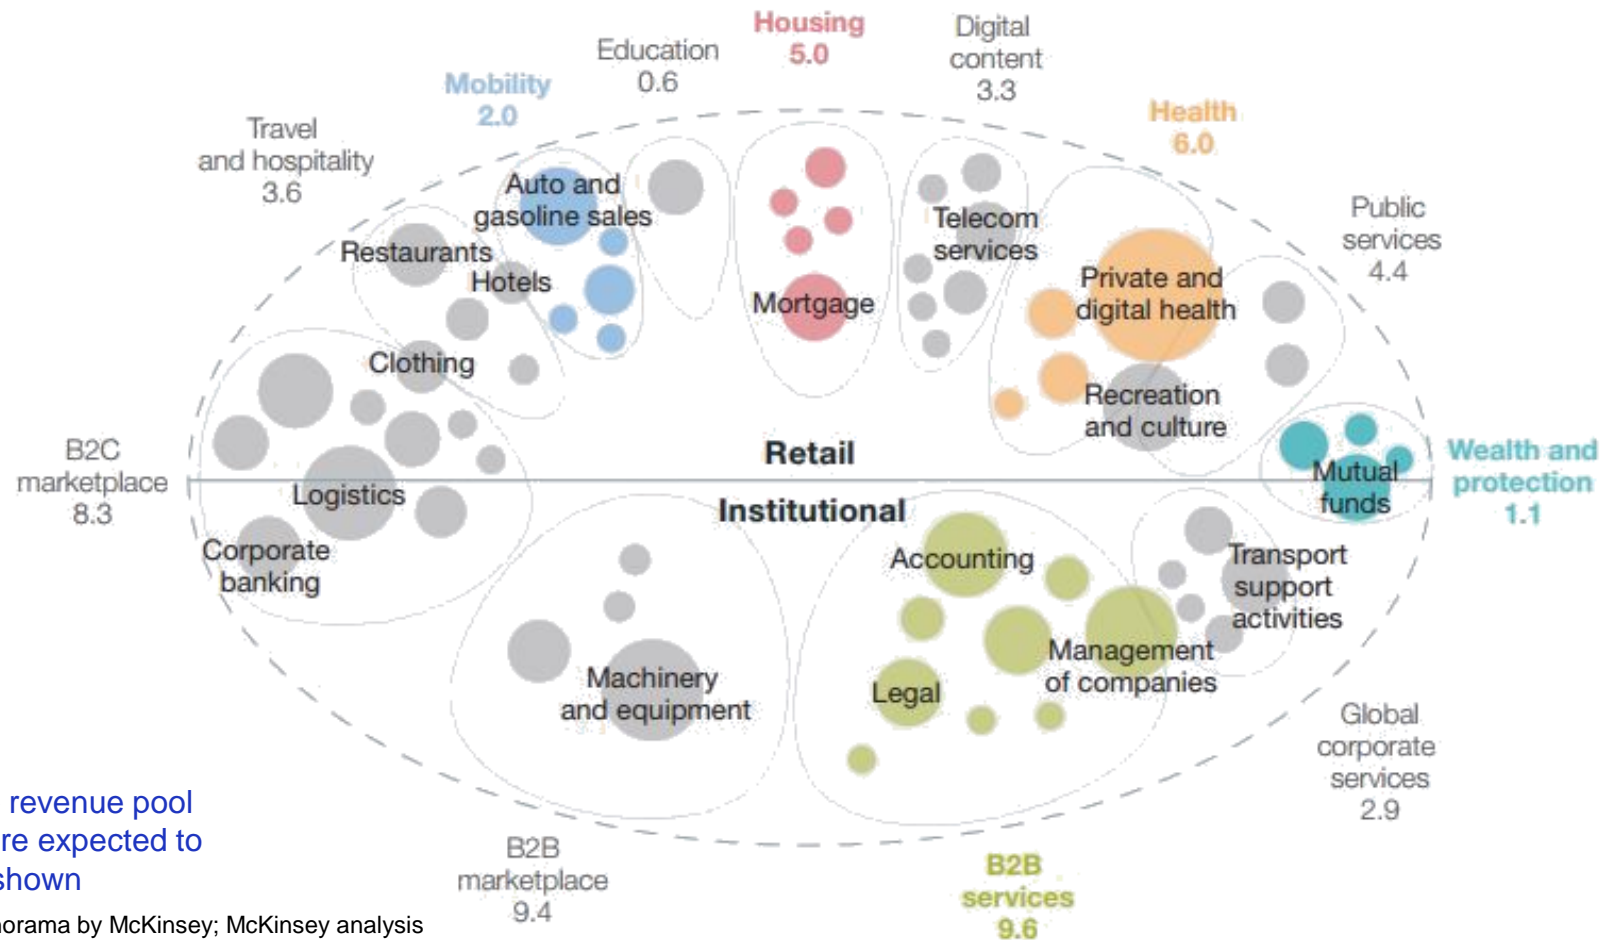 Housing
5.0
Digital
content
3.3
Education
0.6
Mobility
2.0
Health
6.0
Travel
and hospitality
3.6
Public
services
4.4
Auto and
gasoline sales
Telecom
services
Restaurants
Hotels
Mortgage
Private and
digital health
Clothing
Recreation
and culture
B2C
marketplace
8.3
Retail
Wealth and
protection
1.1
Mutual
funds
Logistics
Institutional
Corporate
banking
Accounting
Transport
support
activities
Machinery
and equipment
Management
of companies
Legal
Global
corporate
services
2.9
revenue pool
re expected to
shown
B2B
marketplace
9.4
B2B
services
9.6
norama by McKinsey; McKinsey analysis